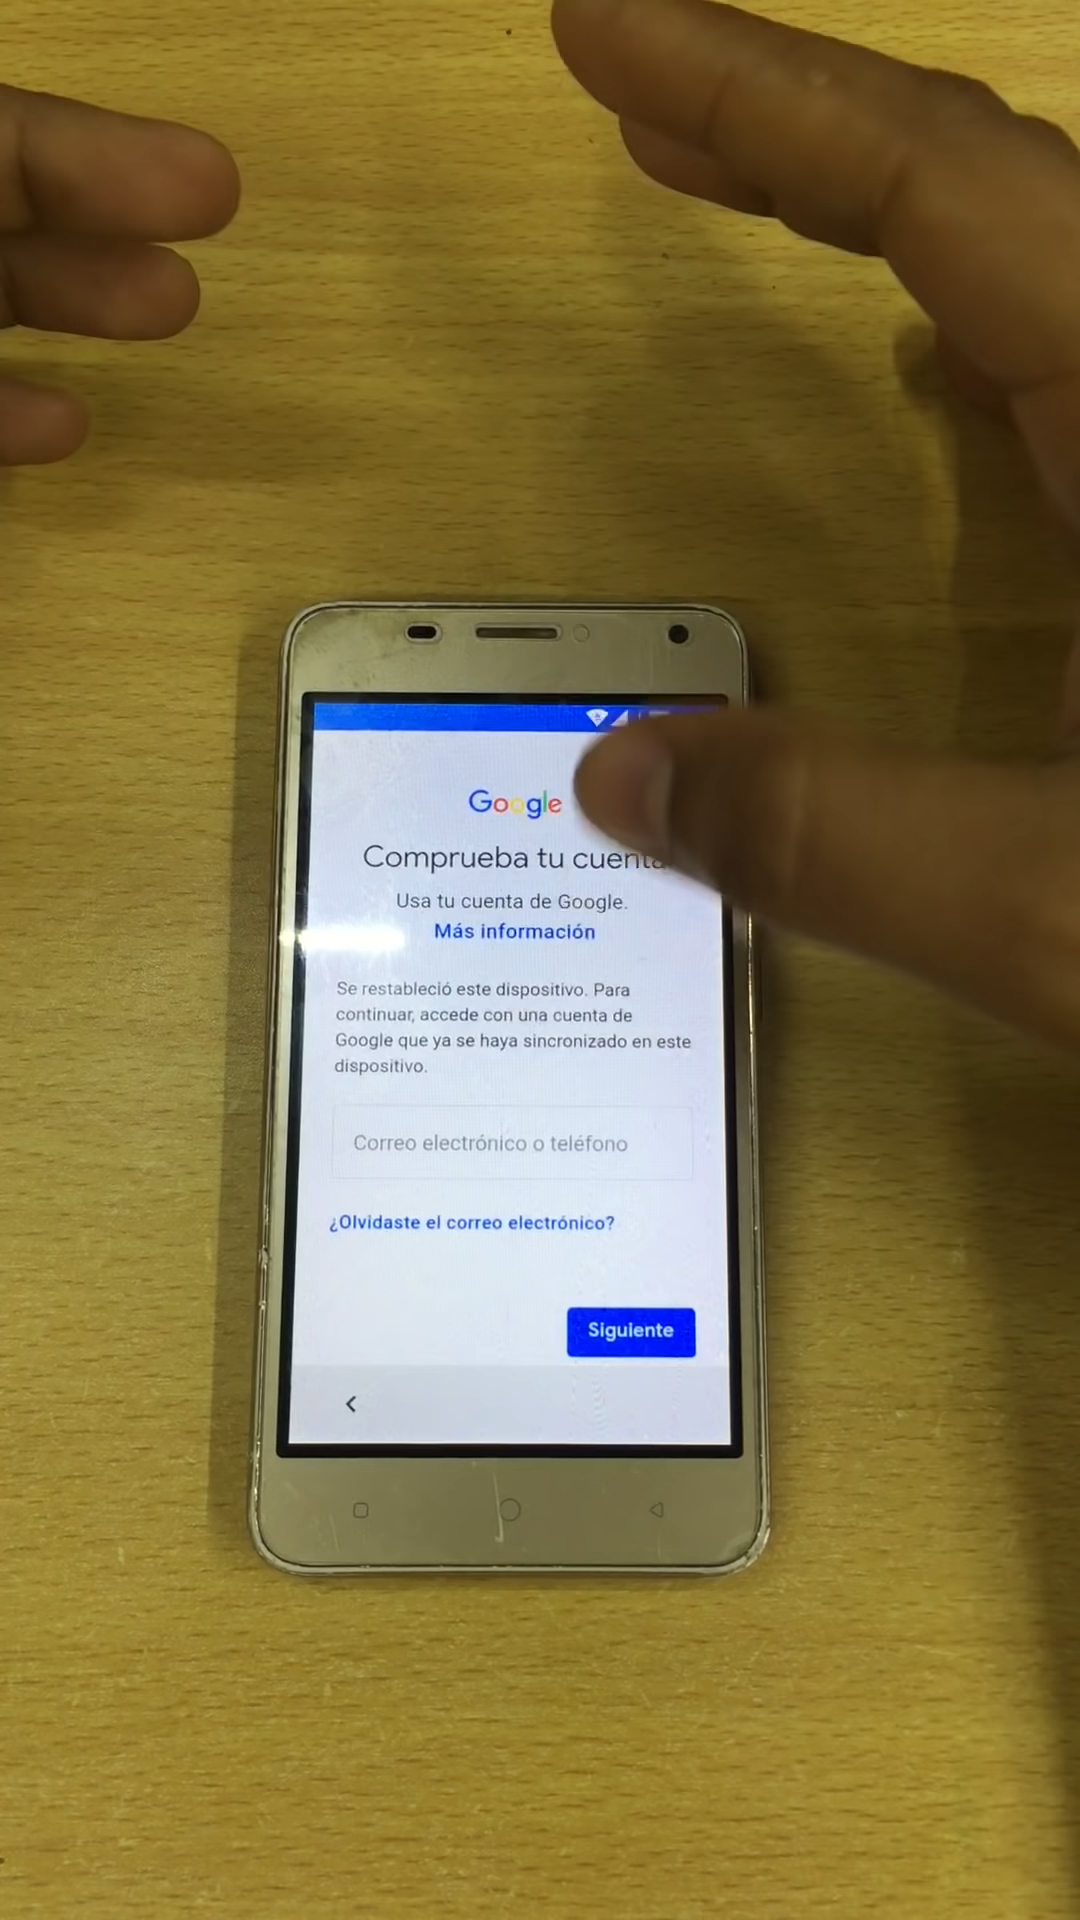 Google
Comprueba tu cuenta
Usa tu cuenta de Google.
Más información
Se restableció este dispositivo. Para
continuar, accede con una cuenta de
Google que ya se haya sincronizado en este
dispositivo.
Correo electrónico o teléfono
¿Olvidaste el correo electrónico?
Siguiente